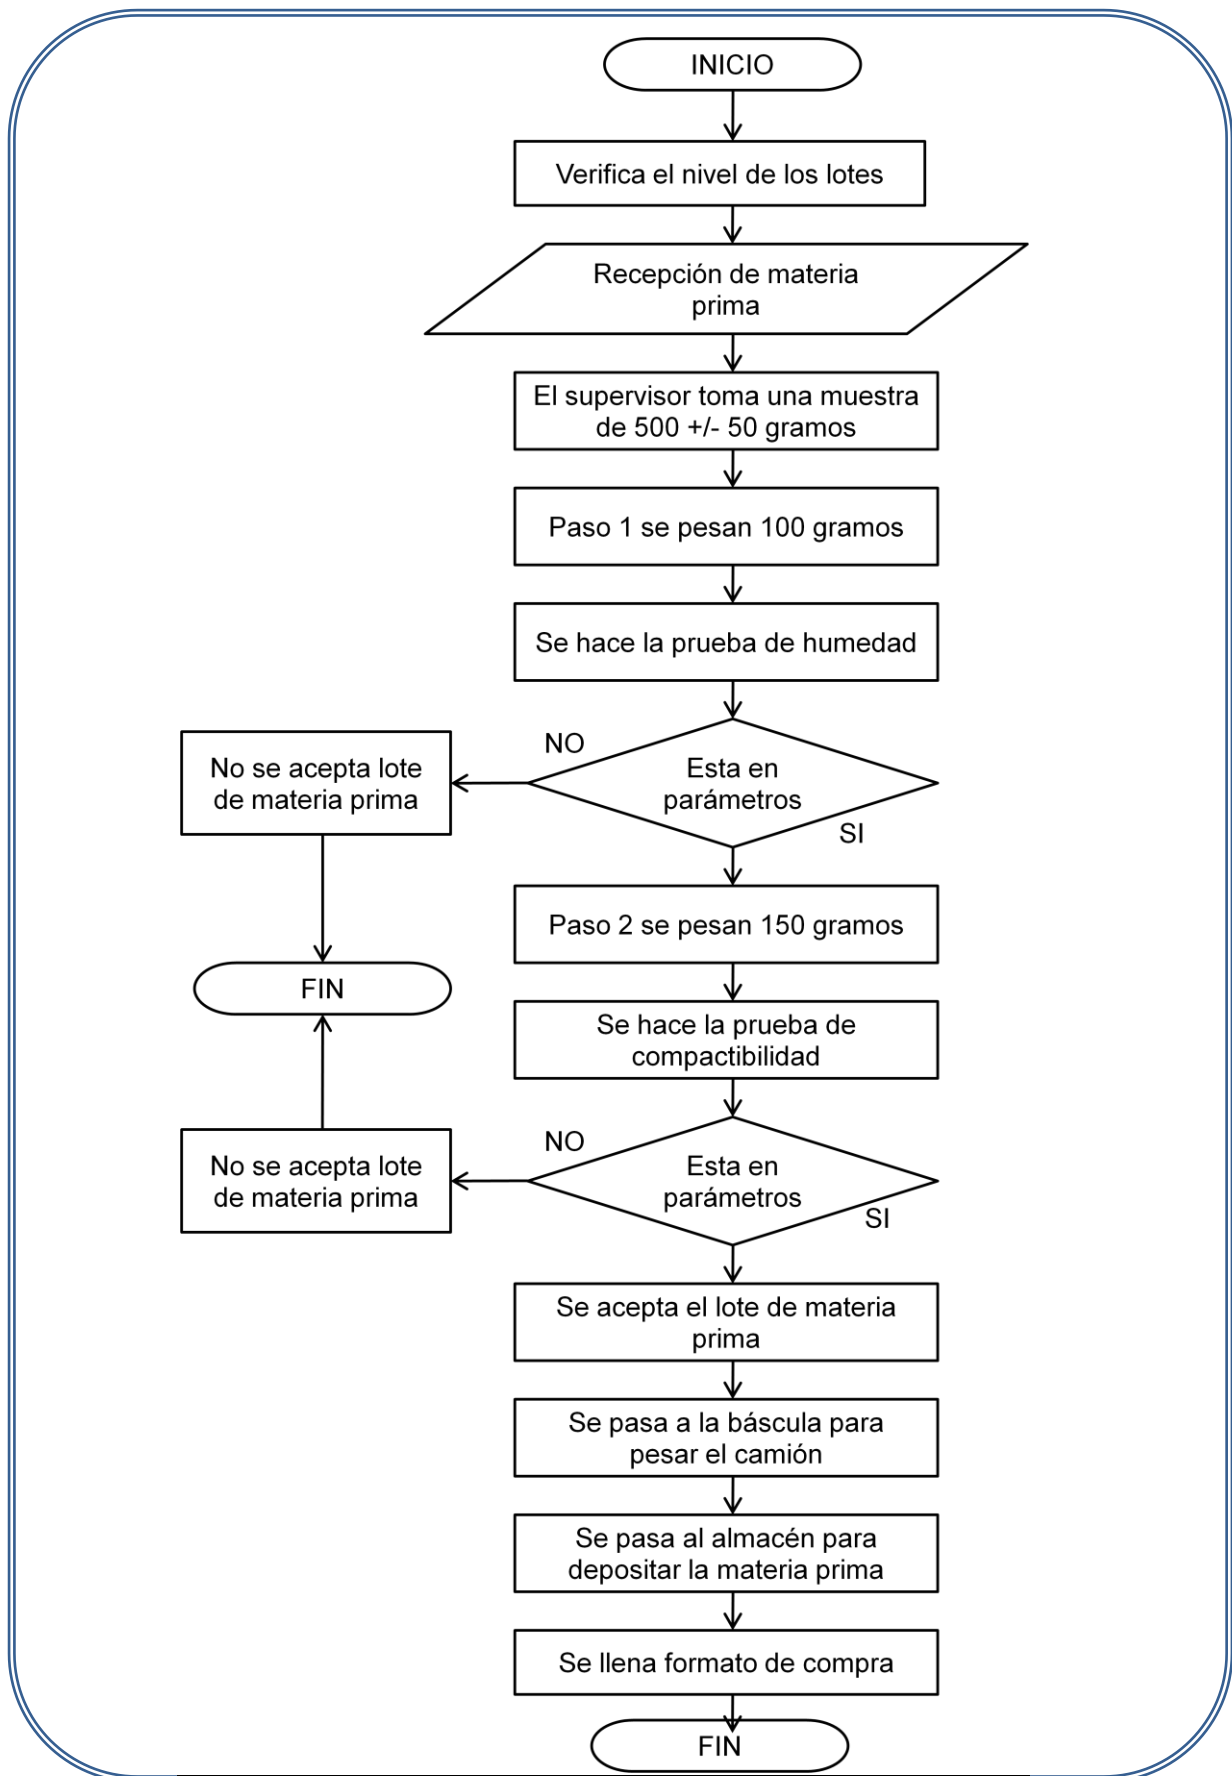 INICIO
Verifica el nivel de los lotes
Recepción de materia
prima
El supervisor toma una muestra
de 500 +/- 50 gramos
Paso 1 se pesan 100 gramos
Se hace la prueba de humedad
NO
Esta en
parámetros
SI
No se acepta lote
de materia prima
Paso 2 se pesan 150 gramos
FIN
Se hace la prueba de
compactibilidad
NO
Esta en
parámetros
SI
No se acepta lote
de materia prima
Se acepta el lote de materia
prima
Se pasa a la báscula para
pesar el camión
Se pasa al almacén para
depositar la materia prima
Se llena formato de compra
FIN